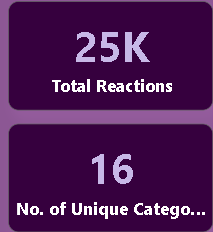 25K
Total Reactions
16
No. of Unique Catego...